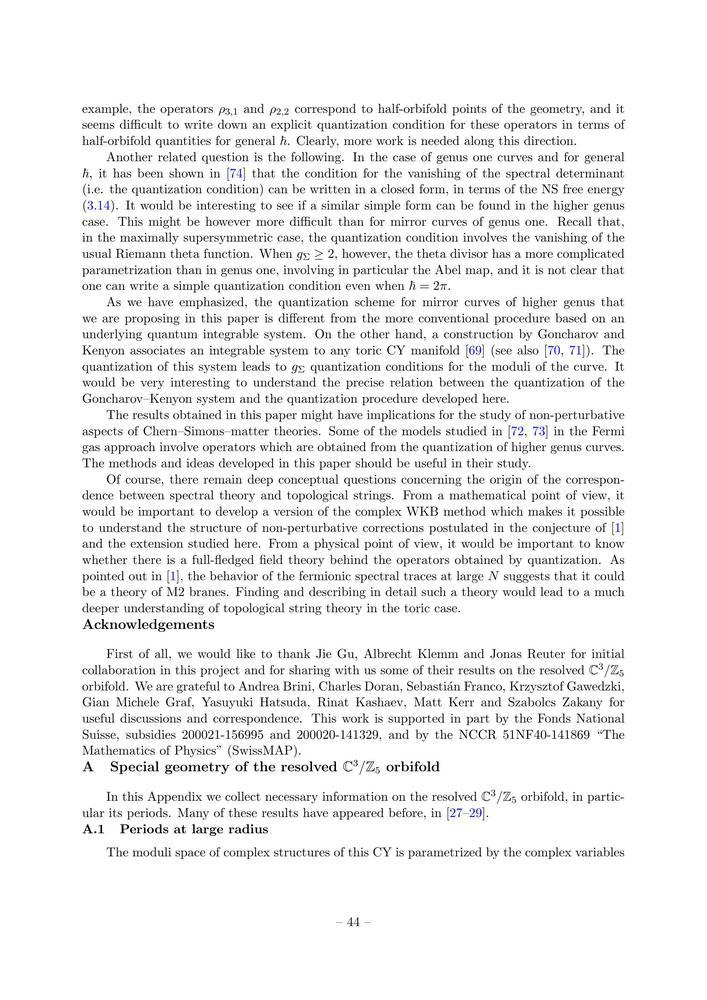 example, the operators ρ3,1 and ρ2,2 correspond to half-orbifold points of the geometry, and it
seems difficult to write down an explicit quantization condition for these operators in terms of
half-orbifold quantities for general ℏ. Clearly, more work is needed along this direction.
Another related question is the following. In the case of genus one curves and for general
ℏ, it has been shown in [74] that the condition for the vanishing of the spectral determinant
(i.e. the quantization condition) can be written in a closed form, in terms of the NS free energy
(3.14). It would be interesting to see if a similar simple form can be found in the higher genus
case. This might be however more difficult than for mirror curves of genus one. Recall that,
in the maximally supersymmetric case, the quantization condition involves the vanishing of the
usual Riemann theta function. When gΣ ≥ 2, however, the theta divisor has a more complicated
parametrization than in genus one, involving in particular the Abel map, and it is not clear that
one can write a simple quantization condition even when ℏ = 2π.
As we have emphasized, the quantization scheme for mirror curves of higher genus that
we are proposing in this paper is different from the more conventional procedure based on an
underlying quantum integrable system. On the other hand, a construction by Goncharov and
Kenyon associates an integrable system to any toric CY manifold [69] (see also [70, 71]). The
quantization of this system leads to gΣ quantization conditions for the moduli of the curve. It
would be very interesting to understand the precise relation between the quantization of the
Goncharov–Kenyon system and the quantization procedure developed here.
The results obtained in this paper might have implications for the study of non-perturbative
aspects of Chern–Simons–matter theories. Some of the models studied in [72, 73] in the Fermi
gas approach involve operators which are obtained from the quantization of higher genus curves.
The methods and ideas developed in this paper should be useful in their study.
Of course, there remain deep conceptual questions concerning the origin of the correspon-
dence between spectral theory and topological strings. From a mathematical point of view, it
would be important to develop a version of the complex WKB method which makes it possible
to understand the structure of non-perturbative corrections postulated in the conjecture of [1]
and the extension studied here. From a physical point of view, it would be important to know
whether there is a full-fledged field theory behind the operators obtained by quantization. As
pointed out in [1], the behavior of the fermionic spectral traces at large N suggests that it could
be a theory of M2 branes. Finding and describing in detail such a theory would lead to a much
deeper understanding of topological string theory in the toric case.
Acknowledgements
First of all, we would like to thank Jie Gu, Albrecht Klemm and Jonas Reuter for initial
collaboration in this project and for sharing with us some of their results on the resolved ℂ³/ℤ₅
orbifold. We are grateful to Andrea Brini, Charles Doran, Sebastián Franco, Krzysztof Gawedzki,
Gian Michele Graf, Yasuyuki Hatsuda, Rinat Kashaev, Matt Kerr and Szabolcs Zakany for
useful discussions and correspondence. This work is supported in part by the Fonds National
Suisse, subsidies 200021-156995 and 200020-141329, and by the NCCR 51NF40-141869 “The
Mathematics of Physics” (SwissMAP).
A Special geometry of the resolved ℂ³/ℤ₅ orbifold
In this Appendix we collect necessary information on the resolved ℂ³/ℤ₅ orbifold, in partic-
ular its periods. Many of these results have appeared before, in [27–29].
A.1 Periods at large radius
The moduli space of complex structures of this CY is parametrized by the complex variables
– 44 –